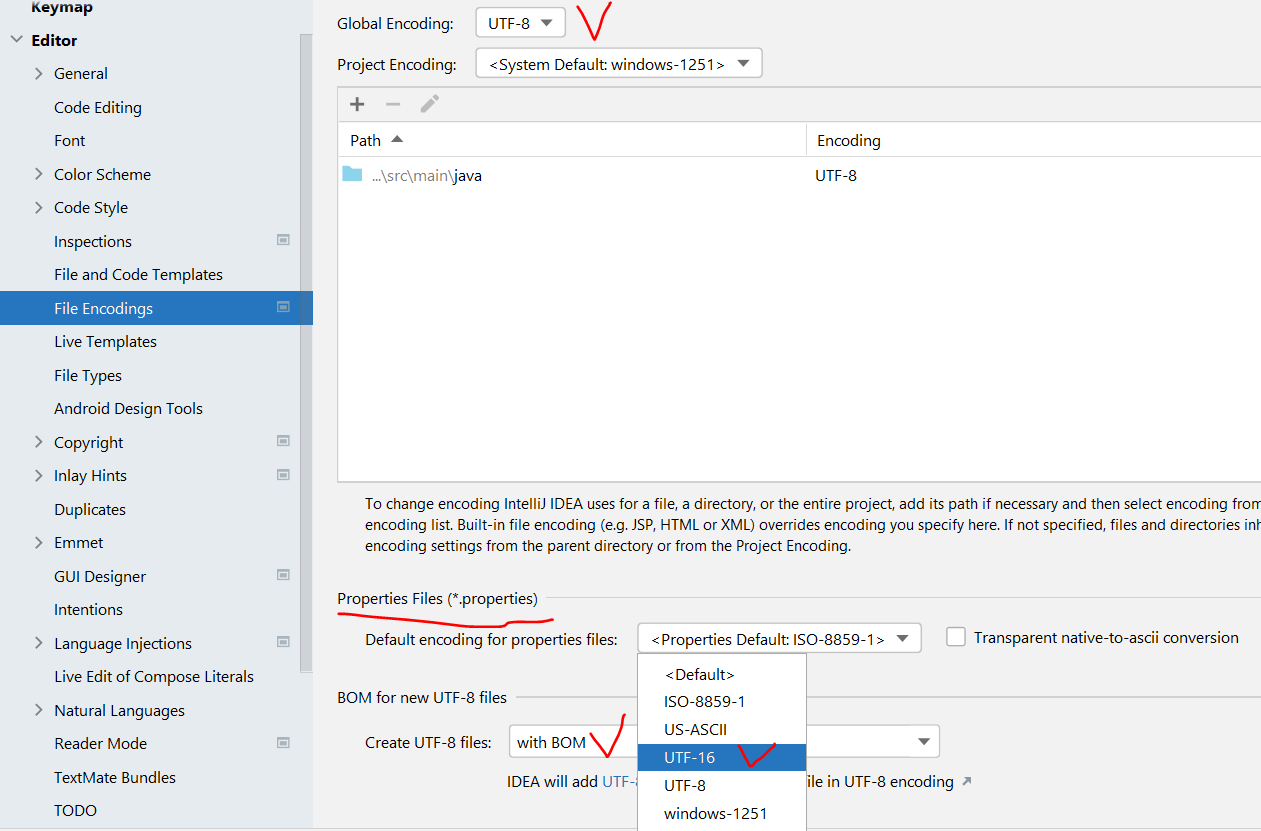 Keymap
Editor
General
Code Editing
Font
Color Scheme
Code Style
Inspections
File and Code Templates
File Encodings
Live Templates
File Types
Android Design Tools
Copyright
Inlay Hints
Duplicates
Emmet
GUI Designer
Intentions
Language Injections
Live Edit of Compose Literals
Natural Languages
Reader Mode
TextMate Bundles
TODO
Global Encoding: UTF-8
Project Encoding: <System Default: windows-1251>
Path Encoding
...\src\main\java UTF-8
To change encoding IntelliJ IDEA uses for a file, a directory, or the entire project, add its path if necessary and then select encoding from
encoding list. Built-in file encoding (e.g. JSP, HTML or XML) overrides encoding you specify here. If not specified, files and directories inh
encoding settings from the parent directory or from the Project Encoding.
Properties Files (*.properties)
Default encoding for properties files: <Properties Default: ISO-8859-1> Transparent native-to-ascii conversion
<Default>
ISO-8859-1
US-ASCII
UTF-16
UTF-8
windows-1251
BOM for new UTF-8 files
Create UTF-8 files: with BOM
IDEA will add UTF-8 ile in UTF-8 encoding